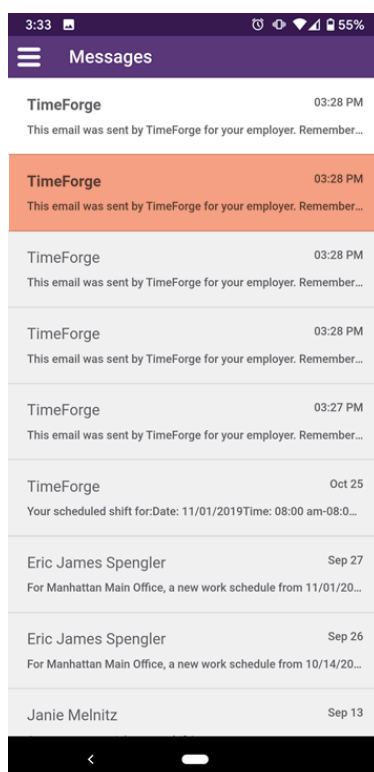 3:33 55%
Messages
TimeForge 03:28 PM
This email was sent by TimeForge for your employer. Remember...
TimeForge 03:28 PM
This email was sent by TimeForge for your employer. Remember...
TimeForge 03:28 PM
This email was sent by TimeForge for your employer. Remember...
TimeForge 03:28 PM
This email was sent by TimeForge for your employer. Remember...
TimeForge 03:27 PM
This email was sent by TimeForge for your employer. Remember...
TimeForge Oct 25
Your scheduled shift for:Date: 11/01/2019Time: 08:00 am-08:0...
Eric James Spengler Sep 27
For Manhattan Main Office, a new work schedule from 11/01/20...
Eric James Spengler Sep 26
For Manhattan Main Office, a new work schedule from 10/14/20...
Janie Melnitz Sep 13